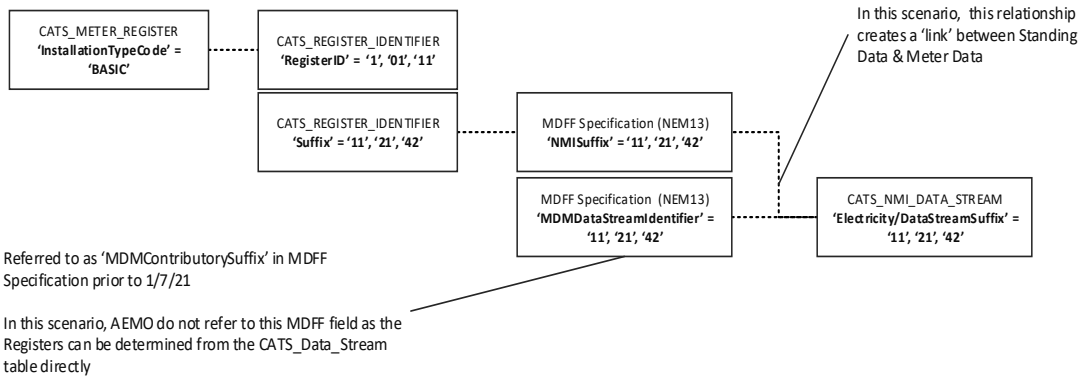 In this scenario, this relationship
creates a ‘link’ between Standing
Data & Meter Data
CATS_METER_REGISTER
‘InstallationTypeCode’ =
‘BASIC’
CATS_REGISTER_IDENTIFIER
‘RegisterID’ = ‘1’, ‘01’, ‘11’
CATS_REGISTER_IDENTIFIER
‘Suffix’ = ‘11’, ‘21’, ‘42’
MDFF Specification (NEM13)
‘NMISuffix’ = ‘11’, ‘21’, ‘42’
MDFF Specification (NEM13)
‘MDMDataStreamIdentifier’ =
‘11’, ‘21’, ‘42’
CATS_NMI_DATA_STREAM
‘Electricity/DataStreamSuffix’ =
‘11’, ‘21’, ‘42’
Referred to as ‘MDMContributorySuffix’ in MDFF
Specification prior to 1/7/21
In this scenario, AEMO do not refer to this MDFF field as the
Registers can be determined from the CATS_Data_Stream
table directly